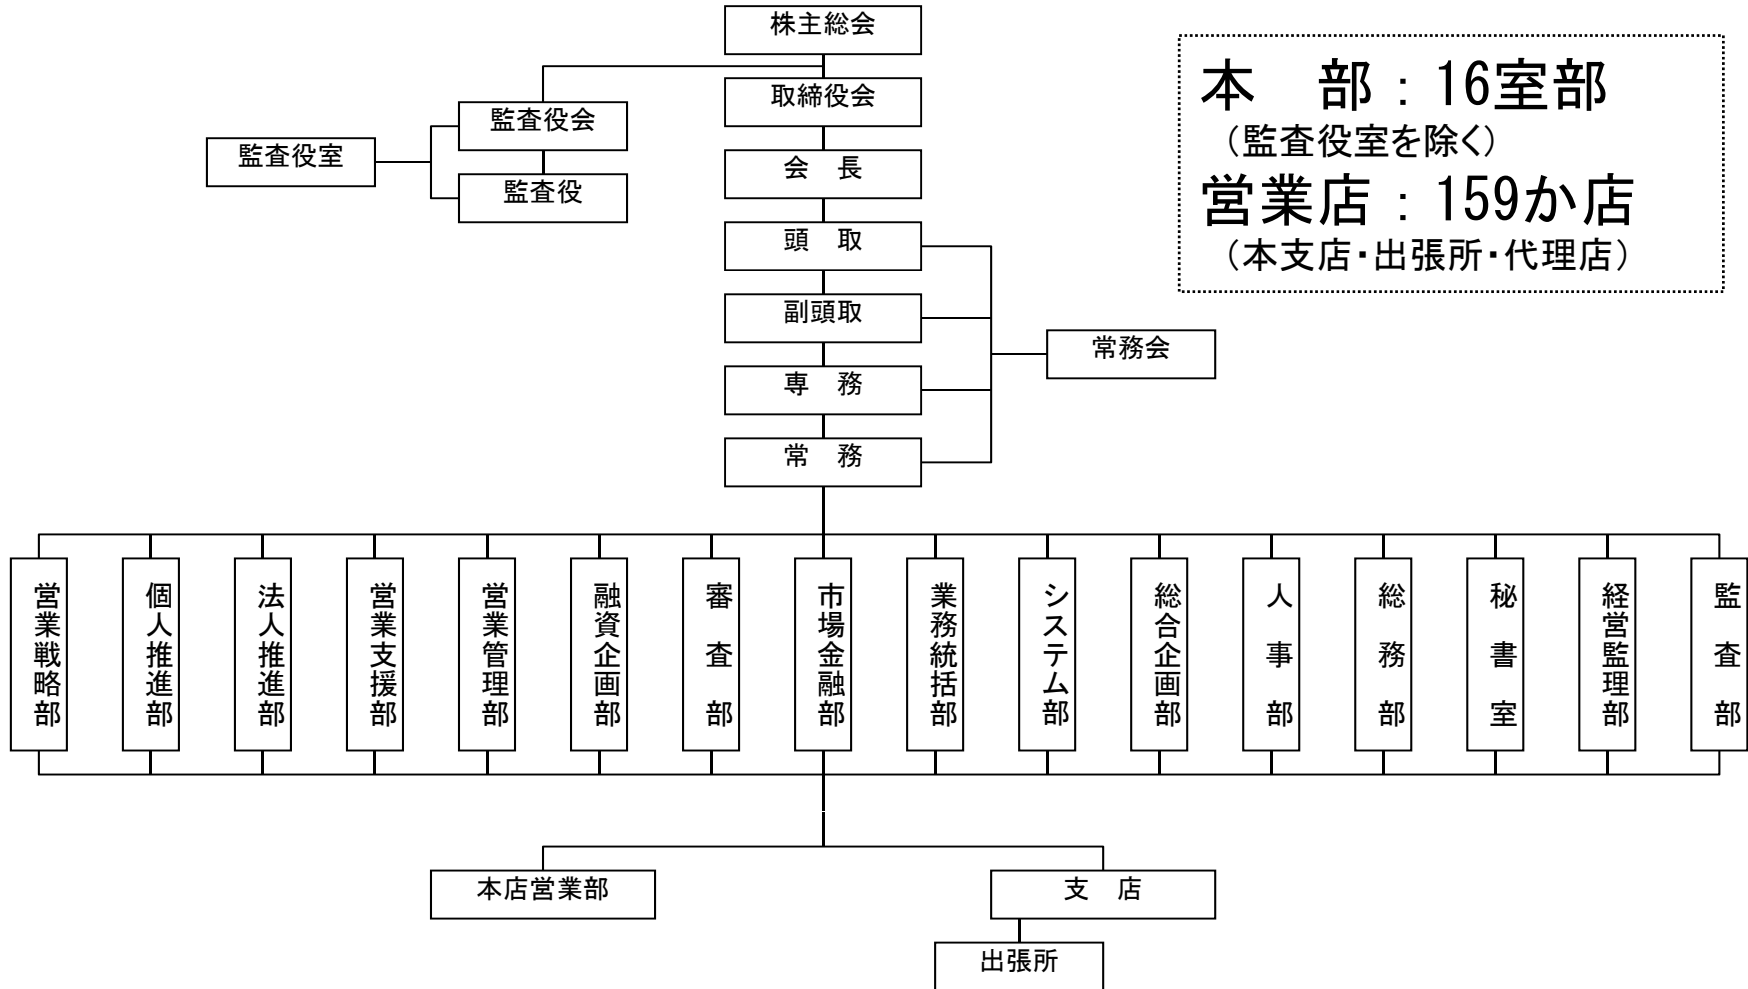 株主総会
本　部：16室部
（監査役室を除く）
営業店：159か店
（本支店・出張所・代理店）
取締役会
監査役会
監査役室
会　長
監査役
頭　取
副頭取
常務会
専　務
常　務
営業戦略部
個人推進部
法人推進部
営業支援部
営業管理部
融資企画部
審　査　部
市場金融部
業務統括部
システム部
総合企画部
人　事　部
総　務　部
秘　書　室
経営監理部
監　査　部
本店営業部
支　店
出張所